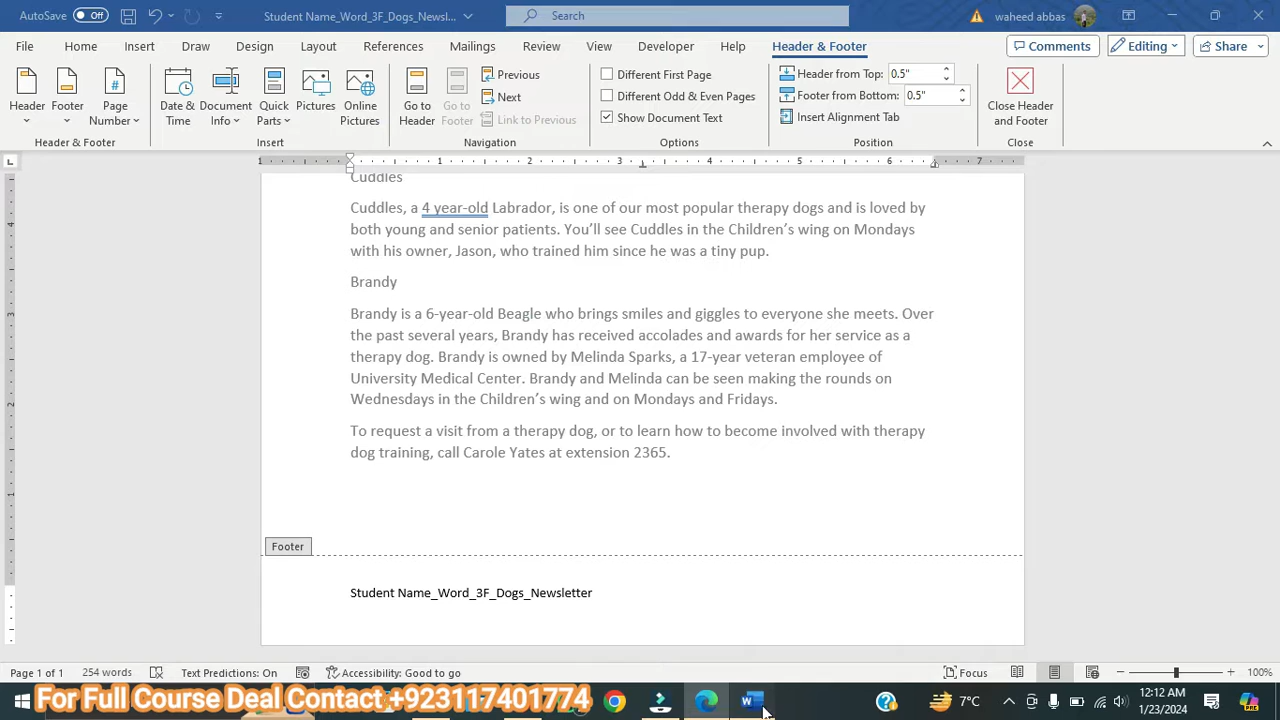 AutoSave Off Student Name_Word_3F_Dogs_Newsl... Search waheed abbas
File Home Insert Draw Design Layout References Mailings Review View Developer Help Header & Footer Comments Editing Share
Header Footer Page Number Date & Time Document Info Quick Parts Pictures Online Pictures Go to Header Go to Footer
Previous
Next
Link to Previous
Different First Page
Different Odd & Even Pages
Show Document Text
Header from Top: 0.5"
Footer from Bottom: 0.5"
Insert Alignment Tab
Close Header and Footer
Header & Footer Insert Navigation Options Position Close
1 1 2 3 4 5 6 7
Cuddles
Cuddles, a 4 year-old Labrador, is one of our most popular therapy dogs and is loved by
both young and senior patients. You’ll see Cuddles in the Children’s wing on Mondays
with his owner, Jason, who trained him since he was a tiny pup.
Brandy
Brandy is a 6-year-old Beagle who brings smiles and giggles to everyone she meets. Over
the past several years, Brandy has received accolades and awards for her service as a
therapy dog. Brandy is owned by Melinda Sparks, a 17-year veteran employee of
University Medical Center. Brandy and Melinda can be seen making the rounds on
Wednesdays in the Children’s wing and on Mondays and Fridays.
To request a visit from a therapy dog, or to learn how to become involved with therapy
dog training, call Carole Yates at extension 2365.
Footer
Student Name_Word_3F_Dogs_Newsletter
Page 1 of 1 254 words Text Predictions: On Accessibility: Good to go Focus 100%
For Full Course Deal Contact +923117401774
7°C 12:12 AM
1/23/2024